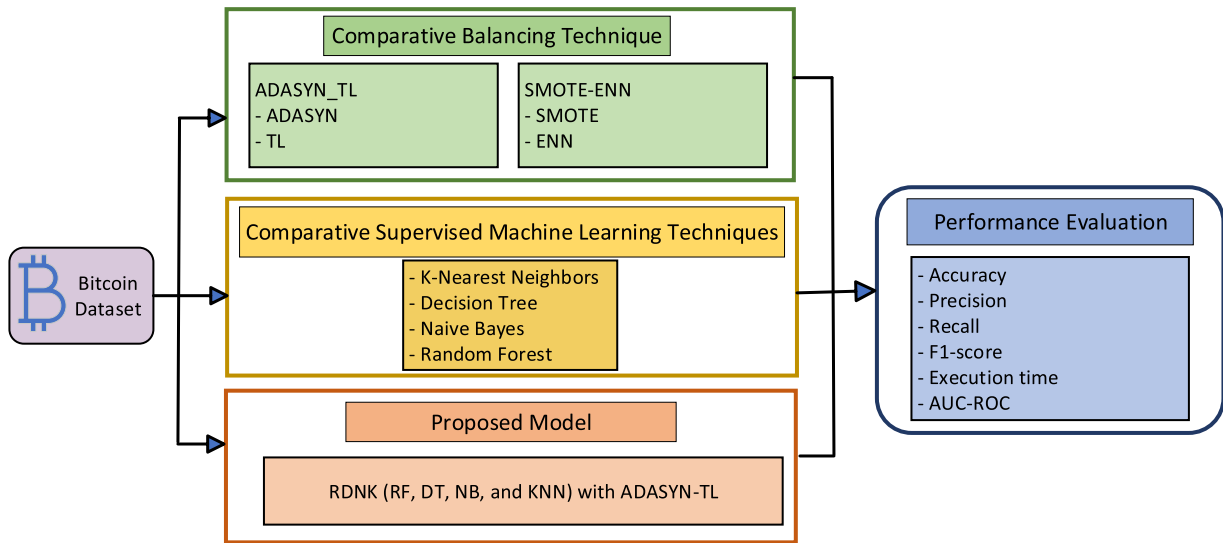 Comparative Balancing Technique
ADASYN_TL
- ADASYN
- TL
SMOTE-ENN
- SMOTE
- ENN
Bitcoin
Dataset
Comparative Supervised Machine Learning Techniques
- K-Nearest Neighbors
- Decision Tree
- Naive Bayes
- Random Forest
Proposed Model
RDNK (RF, DT, NB, and KNN) with ADASYN-TL
Performance Evaluation
- Accuracy
- Precision
- Recall
- F1-score
- Execution time
- AUC-ROC